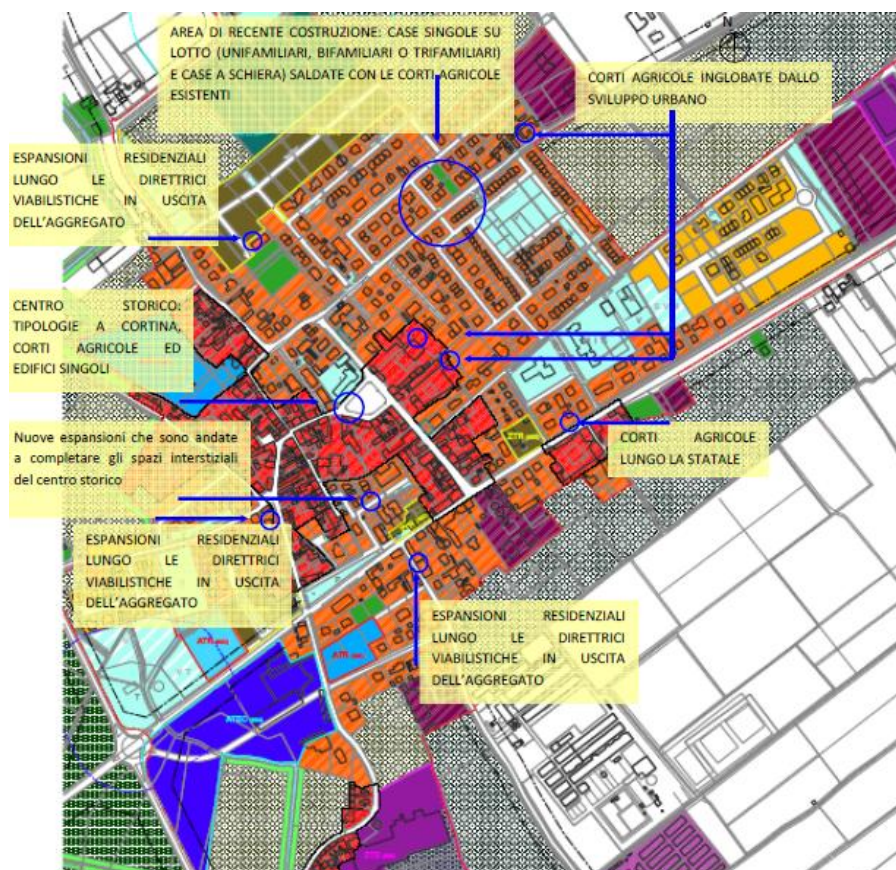 AREA DI RECENTE COSTRUZIONE: CASE SINGOLE SU
LOTTO (UNIFAMILIARI, BIFAMILIARI O TRIFAMILIARI)
E CASE A SCHIERA) SALDATE CON LE CORTI AGRICOLE
ESISTENTI
N
CORTI AGRICOLE INGLOBATE DALLO
SVILUPPO URBANO
ESPANSIONI RESIDENZIALI
LUNGO LE DIRETTRICI
VIABILISTICHE IN USCITA
DELL'AGGREGATO
CENTRO STORICO:
TIPOLOGIE A CORTINA,
CORTI AGRICOLE ED
EDIFICI SINGOLI
Nuove espansioni che sono andate
a completare gli spazi interstiziali
del centro storico
CORTI AGRICOLE
LUNGO LA STATALE
ESPANSIONI RESIDENZIALI
LUNGO LE DIRETTRICI
VIABILISTICHE IN USCITA
DELL'AGGREGATO
ESPANSIONI RESIDENZIALI
LUNGO LE DIRETTRICI
VIABILISTICHE IN USCITA
DELL'AGGREGATO
ZTR
ATR
ATR